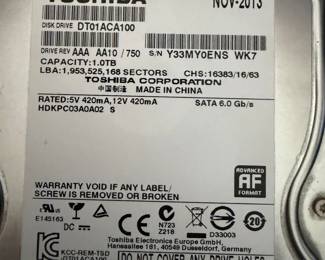 TOSHIBA NOV-2013
DISK DRIVE DT01ACA100
DRIVE REV AAA AA10 / 750 S/N Y33MY0ENS WK7
CAPACITY:1.0TB
LBA:1,953,525,168 SECTORS CHS:16383/16/63
TOSHIBA CORPORATION
中国制造 MADE IN CHINA
RATED:5V 420mA,12V 420mA SATA 6.0 Gb/s
HDKPC03A0A02 S
ADVANCED
AF
FORMAT
WARRANTY VOID IF ANY LABEL/
SCREW IS REMOVED OR BROKEN
E145163
N723
Z218
D33003
20
Toshiba Electronics Europe GmbH,
Hansaallee 181, 40549 Duesseldorf, Germany
KCC-REM-TSD
-DT01ACA100
DO NOT COVER ANY DRIVE HOLES